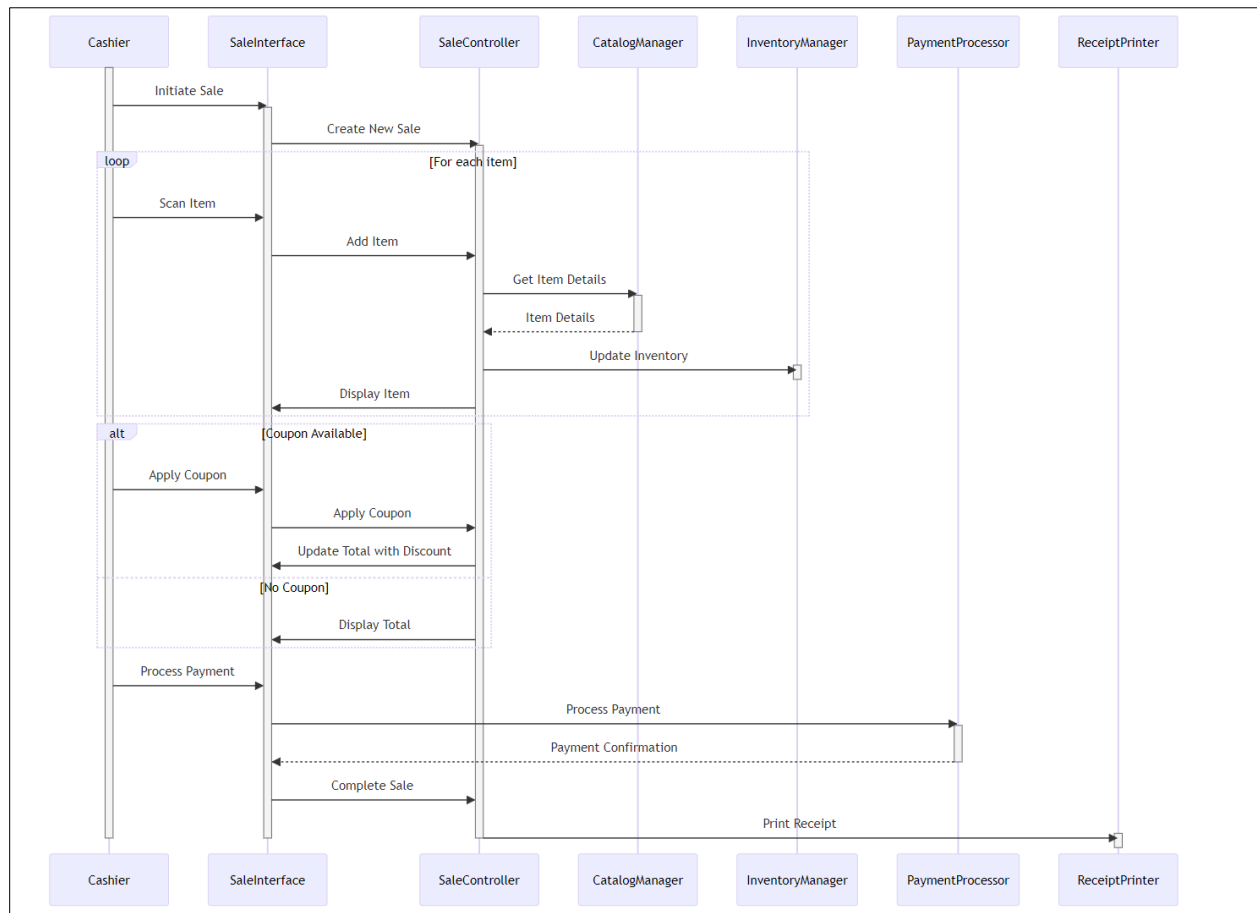 Cashier
SaleInterface
SaleController
CatalogManager
InventoryManager
PaymentProcessor
ReceiptPrinter
Initiate Sale
Create New Sale
loop
[For each item]
Scan Item
Add Item
Get Item Details
Item Details
Update Inventory
Display Item
alt
[Coupon Available]
Apply Coupon
Apply Coupon
Update Total with Discount
[No Coupon]
Display Total
Process Payment
Process Payment
Payment Confirmation
Complete Sale
Print Receipt
Cashier
SaleInterface
SaleController
CatalogManager
InventoryManager
PaymentProcessor
ReceiptPrinter